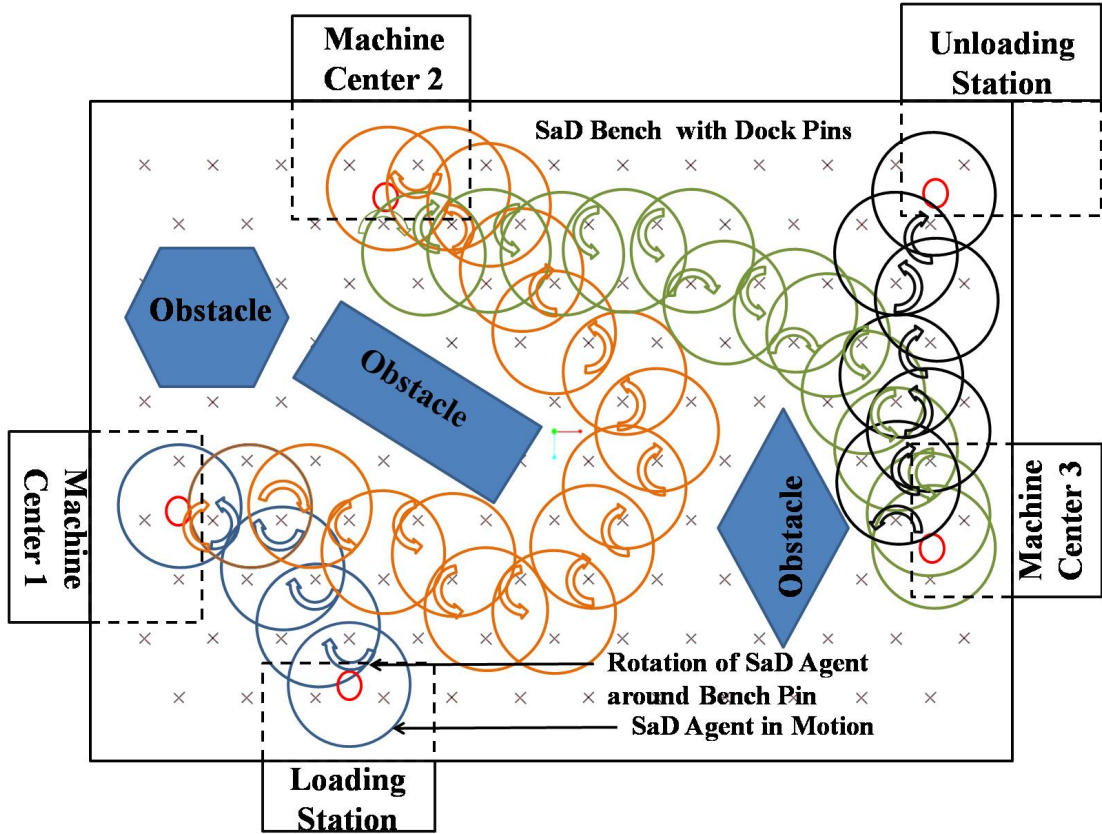 Machine
Center 2
Unloading
Station
SaD Bench with Dock Pins
Obstacle
Obstacle
Machine
Center 1
Obstacle
Machine
Center 3
Rotation of SaD Agent
around Bench Pin
SaD Agent in Motion
Loading
Station